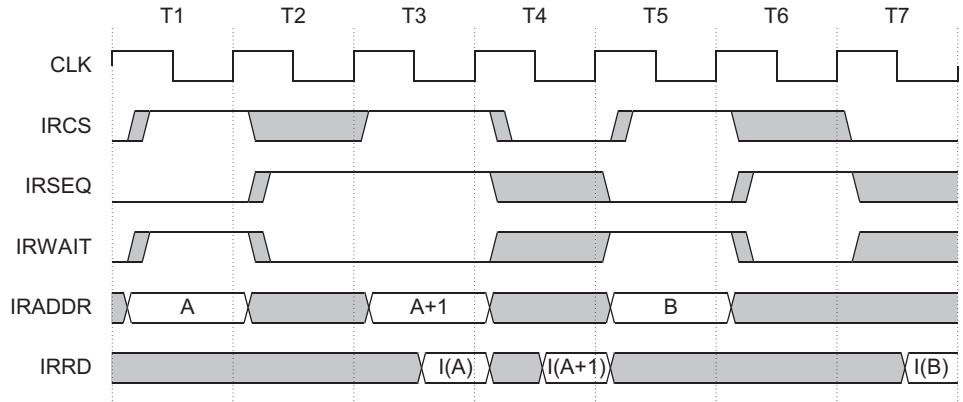 T1 T2 T3 T4 T5 T6 T7
CLK
IRCS
IRSEQ
IRWAIT
IRADDR A A+1 B
IRRD I(A) I(A+1) I(B)